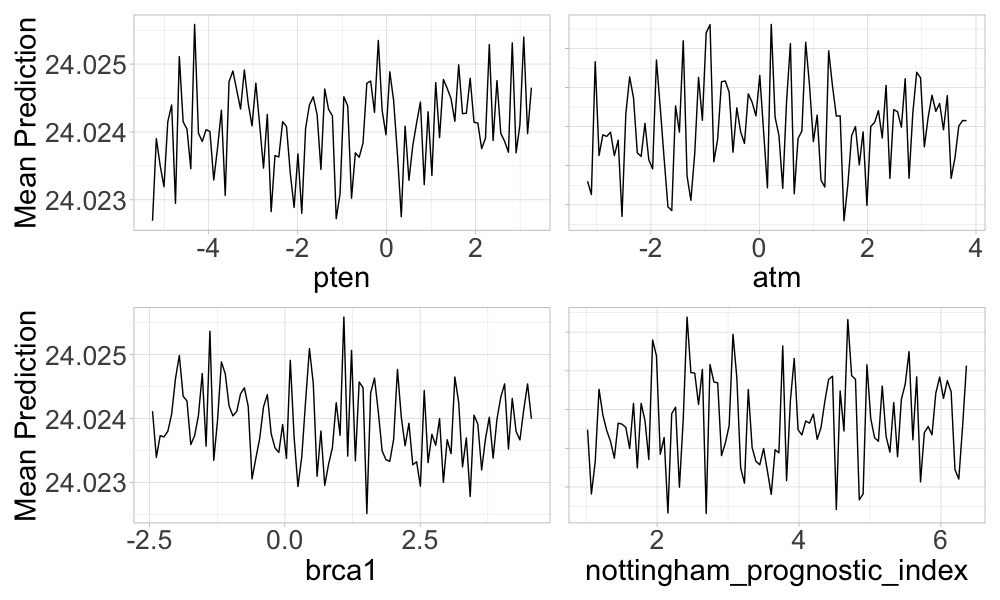 Mean Prediction
24.025
24.024
24.023
-4 -2 0 2
pten
-2 0 2 4
atm
Mean Prediction
24.025
24.024
24.023
-2.5 0.0 2.5
brca1
2 4 6
nottingham_prognostic_index